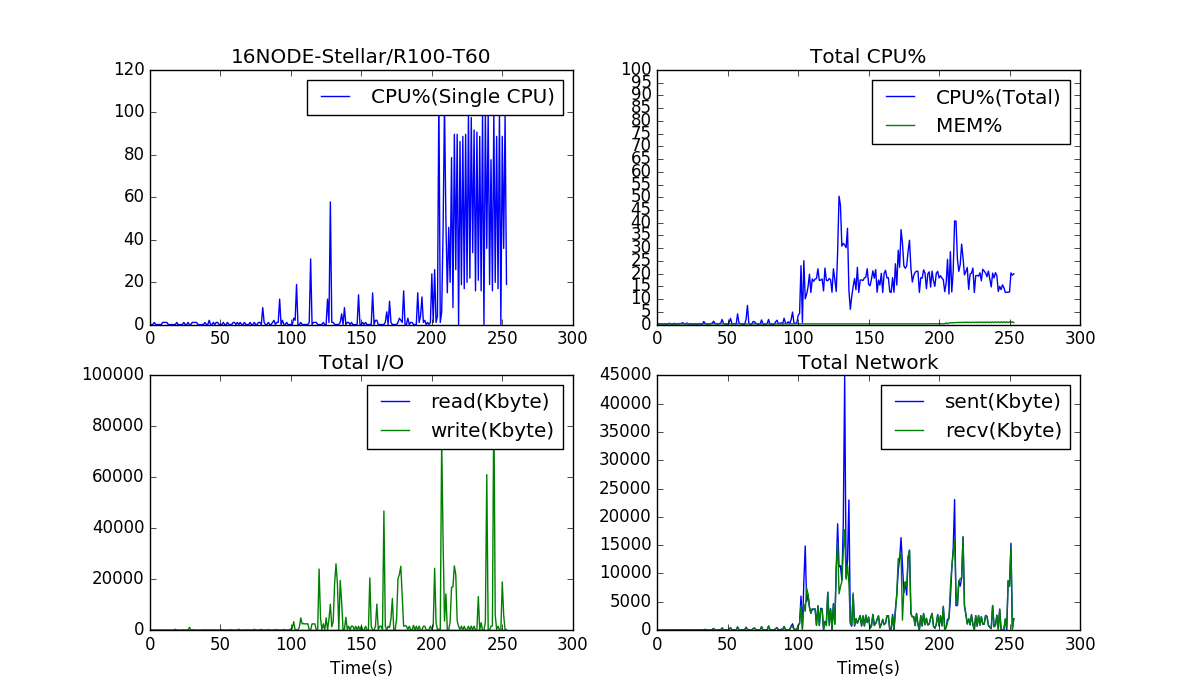 16NODE-Stellar/R100-T60
120
100
80
60
40
20
0
CPU%(Single CPU)
0 50 100 150 200 250 300
Total CPU%
100
95
90
85
80
75
70
65
60
55
50
45
40
35
30
25
20
15
10
5
0
CPU%(Total)
MEM%
0 50 100 150 200 250 300
Total I/O
100000
80000
60000
40000
20000
0
read(Kbyte)
write(Kbyte)
0 50 100 150 200 250 300
Time(s)
Total Network
45000
40000
35000
30000
25000
20000
15000
10000
5000
0
sent(Kbyte)
recv(Kbyte)
0 50 100 150 200 250 300
Time(s)